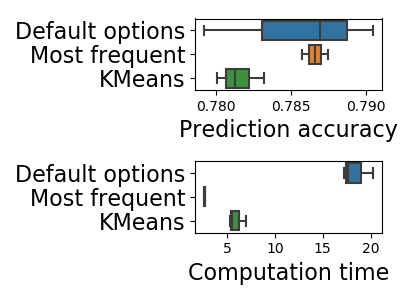 Default options
Most frequent
KMeans
0.780 0.785 0.790
Prediction accuracy
Default options
Most frequent
KMeans
5 10 15 20
Computation time